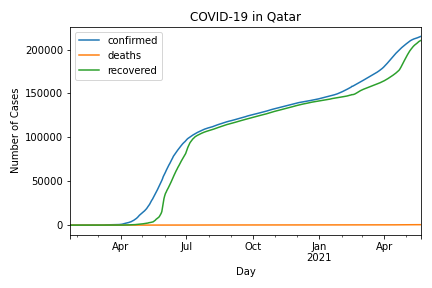 COVID-19 in Qatar
confirmed
deaths
recovered
Number of Cases
200000
150000
100000
50000
0
Apr Jul Oct Jan Apr
2021
Day